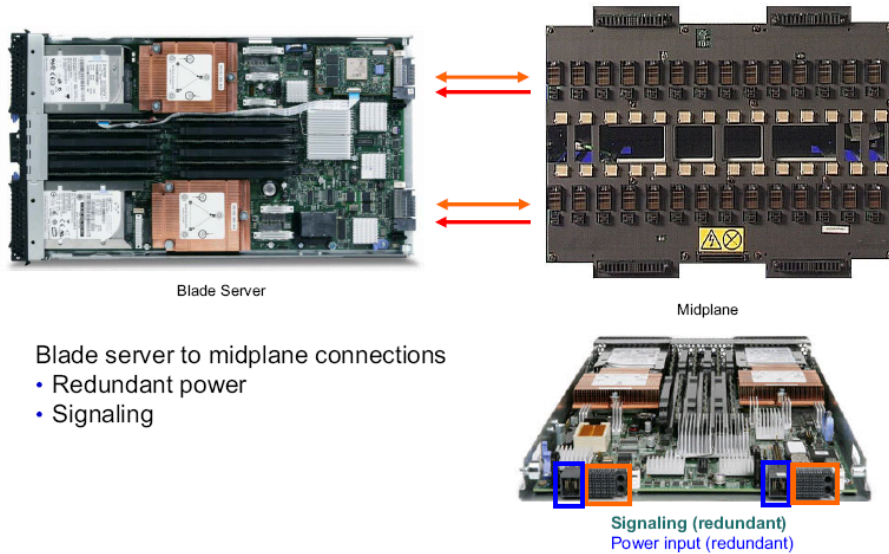 Blade Server
Midplane
Blade server to midplane connections
• Redundant power
• Signaling
Signaling (redundant)
Power input (redundant)